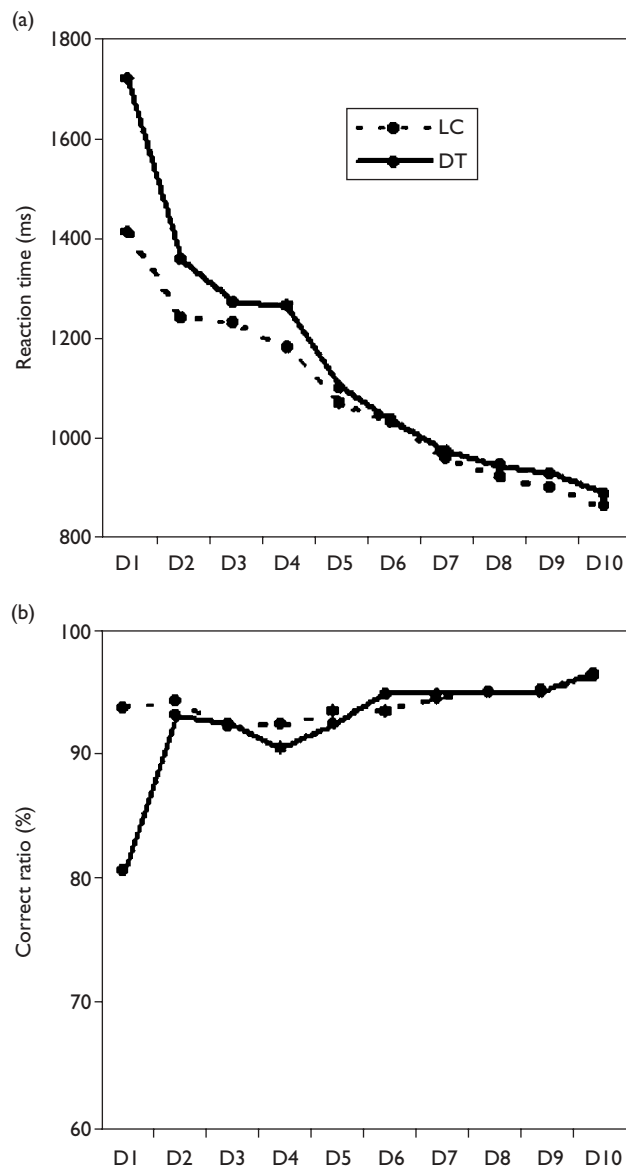 (a)
1800
1600
1400
1200
1000
800
Reaction time (ms)
LC
DT
D1 D2 D3 D4 D5 D6 D7 D8 D9 D10
(b)
100
90
80
70
60
Correct ratio (%)
D1 D2 D3 D4 D5 D6 D7 D8 D9 D10